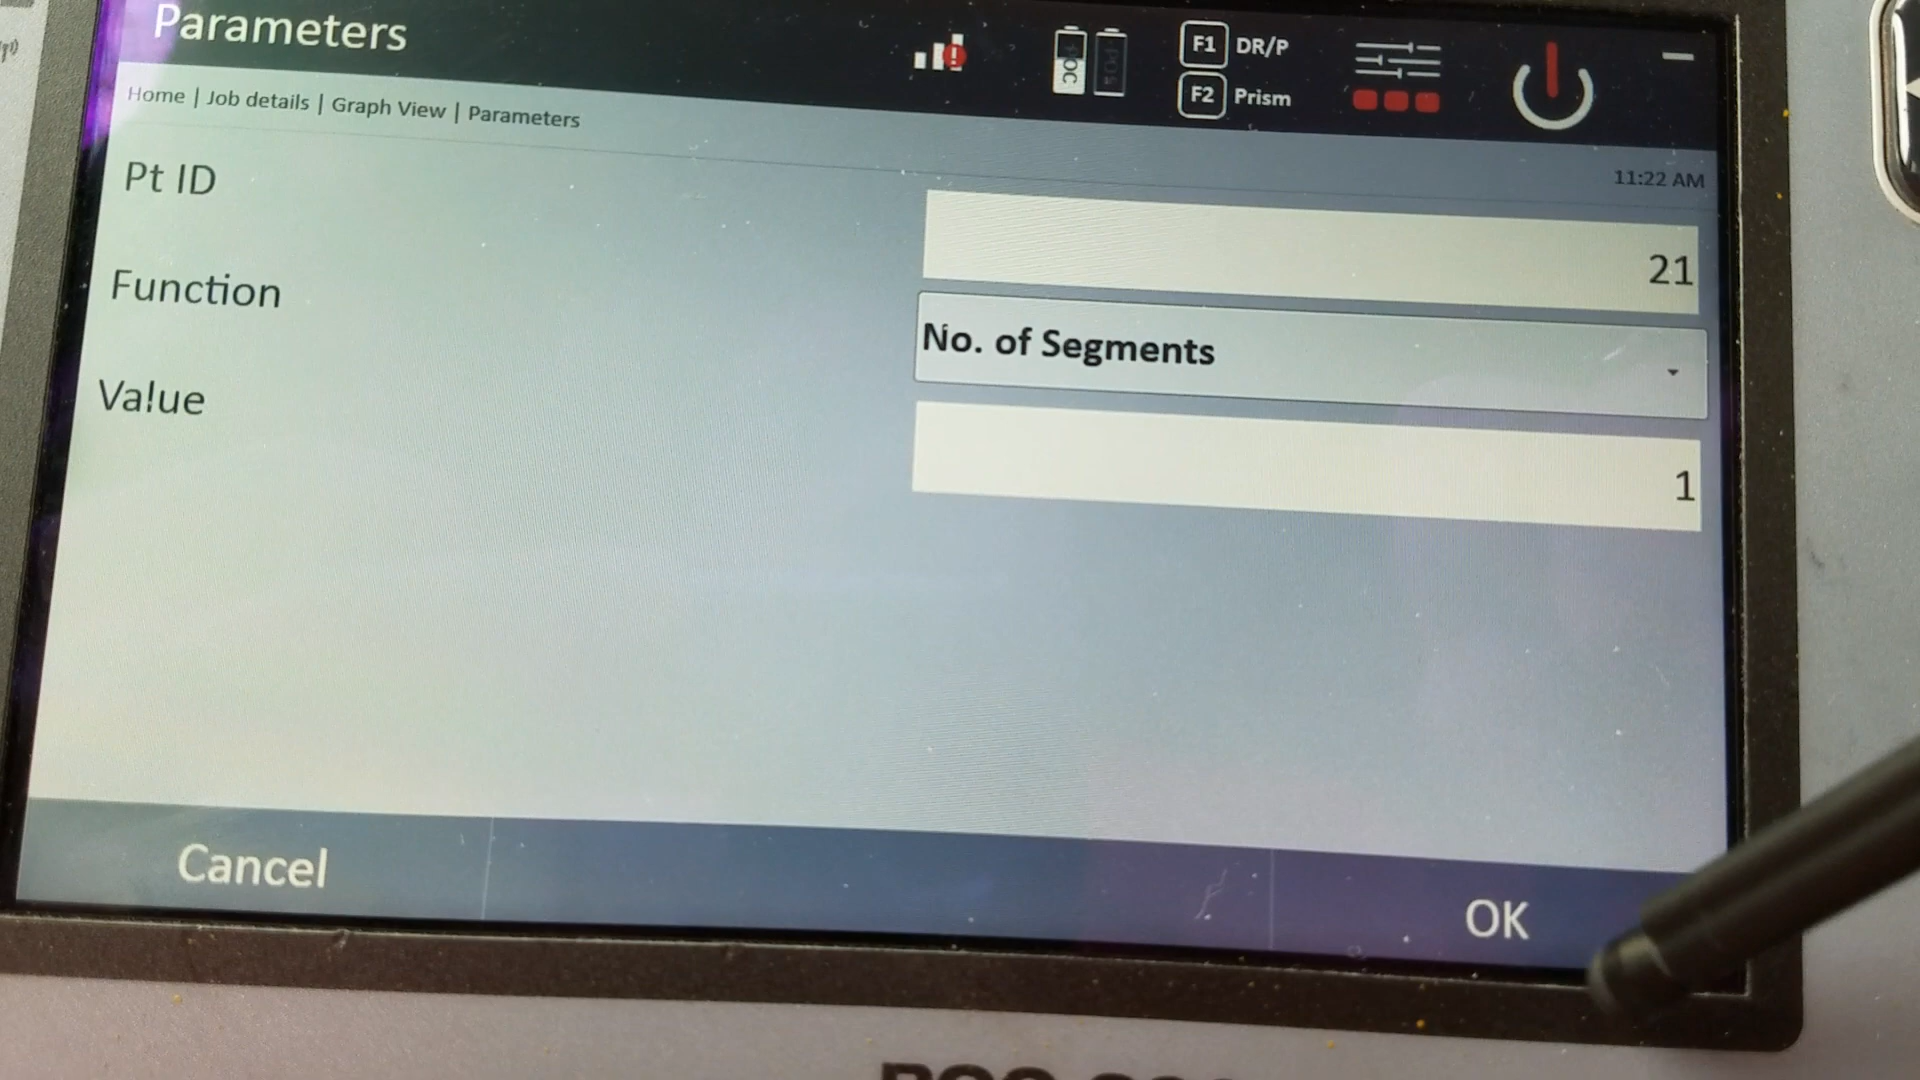 Parameters
F1 DR/P
F2 Prism
Home | Job details | Graph View | Parameters
11:22 AM
Pt ID
21
Function
No. of Segments
Value
1
Cancel
OK